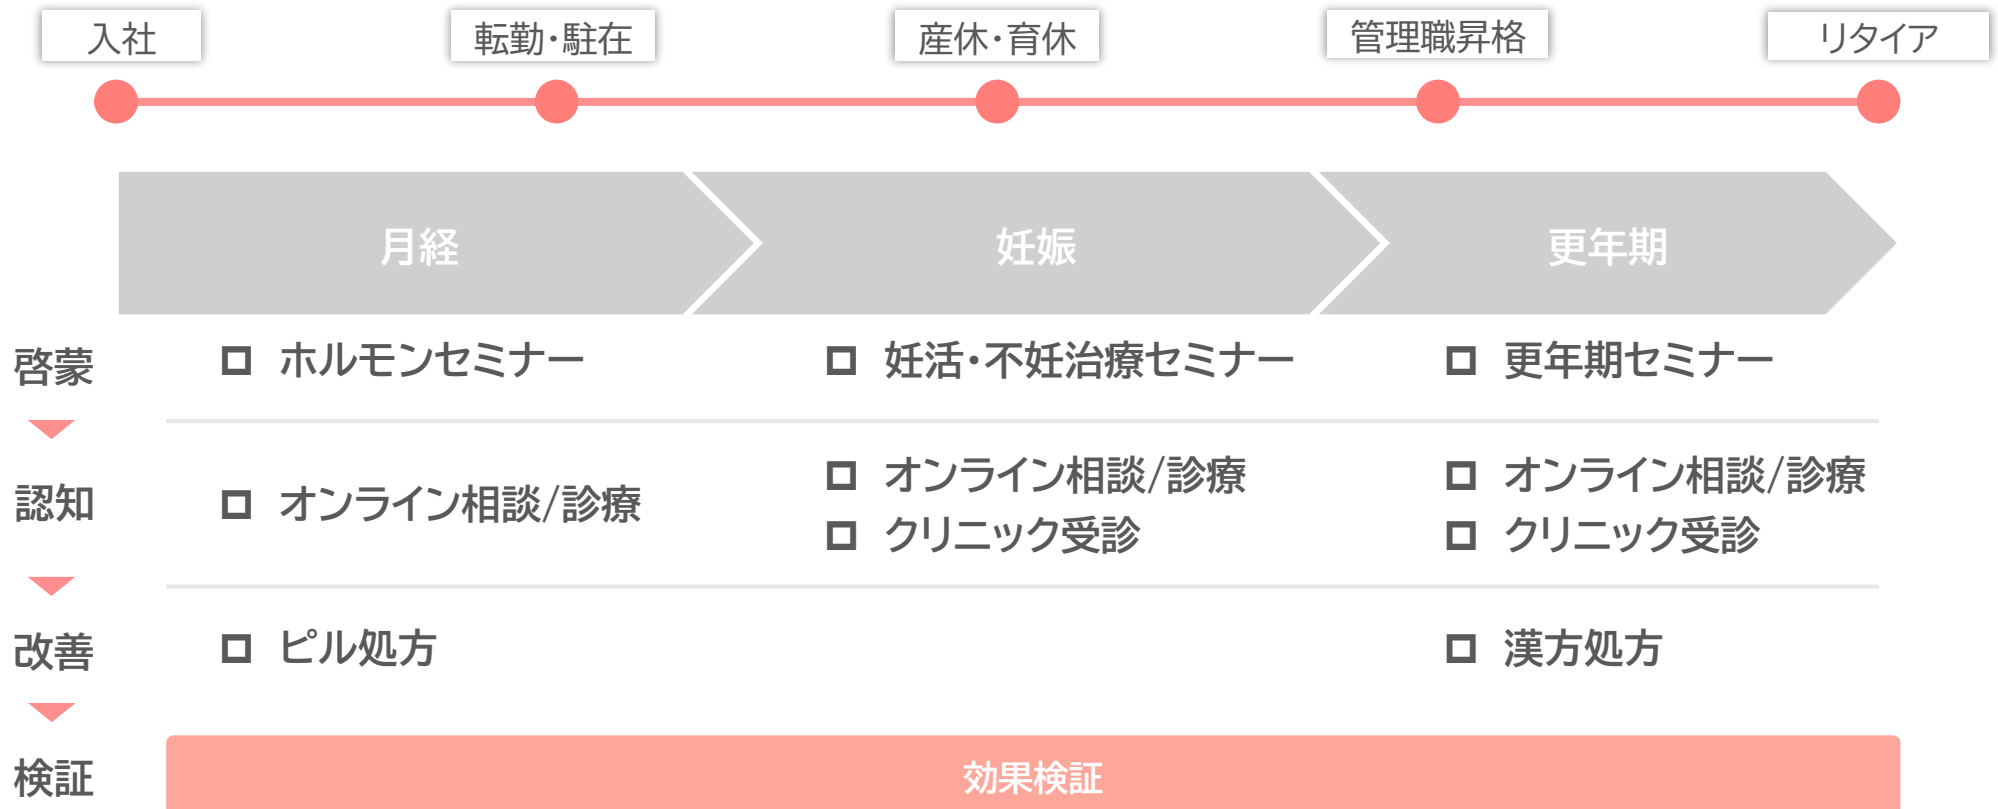 入社
転勤・駐在
産休・育休
管理職昇格
リタイア
月経
妊娠
更年期
啓蒙
ホルモンセミナー
妊活・不妊治療セミナー
更年期セミナー
認知
オンライン相談/診療
オンライン相談/診療
クリニック受診
オンライン相談/診療
クリニック受診
改善
ピル処方
漢方処方
検証
効果検証